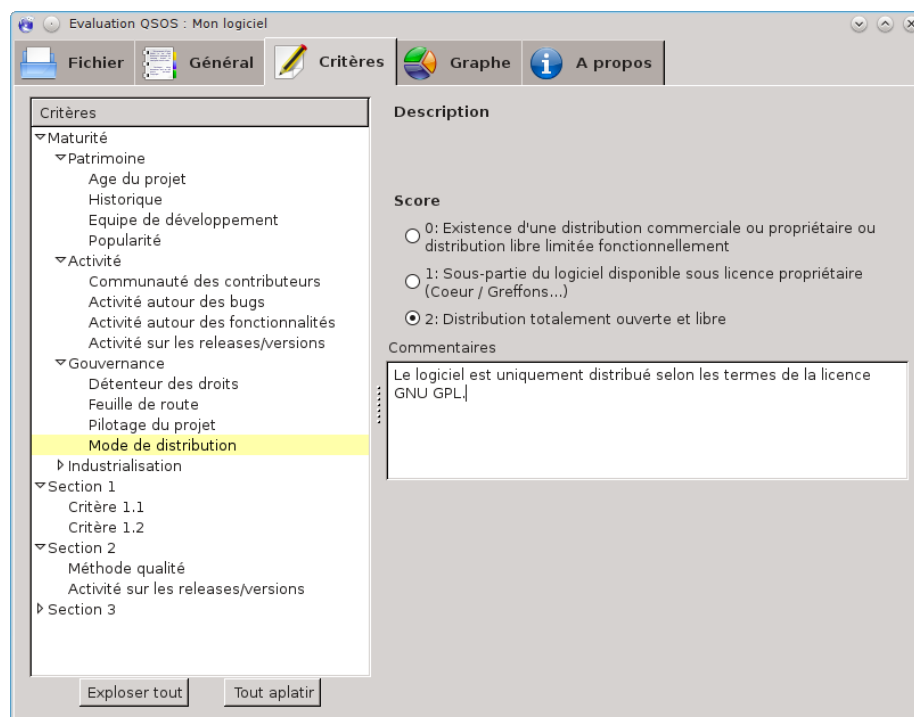 Evaluation QSOS : Mon logiciel
Fichier
Général
Critères
Graphe
A propos
Critères
Maturité
Patrimoine
Age du projet
Historique
Equipe de développement
Popularité
Activité
Communauté des contributeurs
Activité autour des bugs
Activité autour des fonctionnalités
Activité sur les releases/versions
Gouvernance
Détenteur des droits
Feuille de route
Pilotage du projet
Mode de distribution
Industrialisation
Section 1
Critère 1.1
Critère 1.2
Section 2
Méthode qualité
Activité sur les releases/versions
Section 3
Exploser tout
Tout aplatir
Description
Score
0: Existence d'une distribution commerciale ou propriétaire ou
distribution libre limitée fonctionnellement
1: Sous-partie du logiciel disponible sous licence propriétaire
(Coeur / Greffons...)
2: Distribution totalement ouverte et libre
Commentaires
Le logiciel est uniquement distribué selon les termes de la licence
GNU GPL.